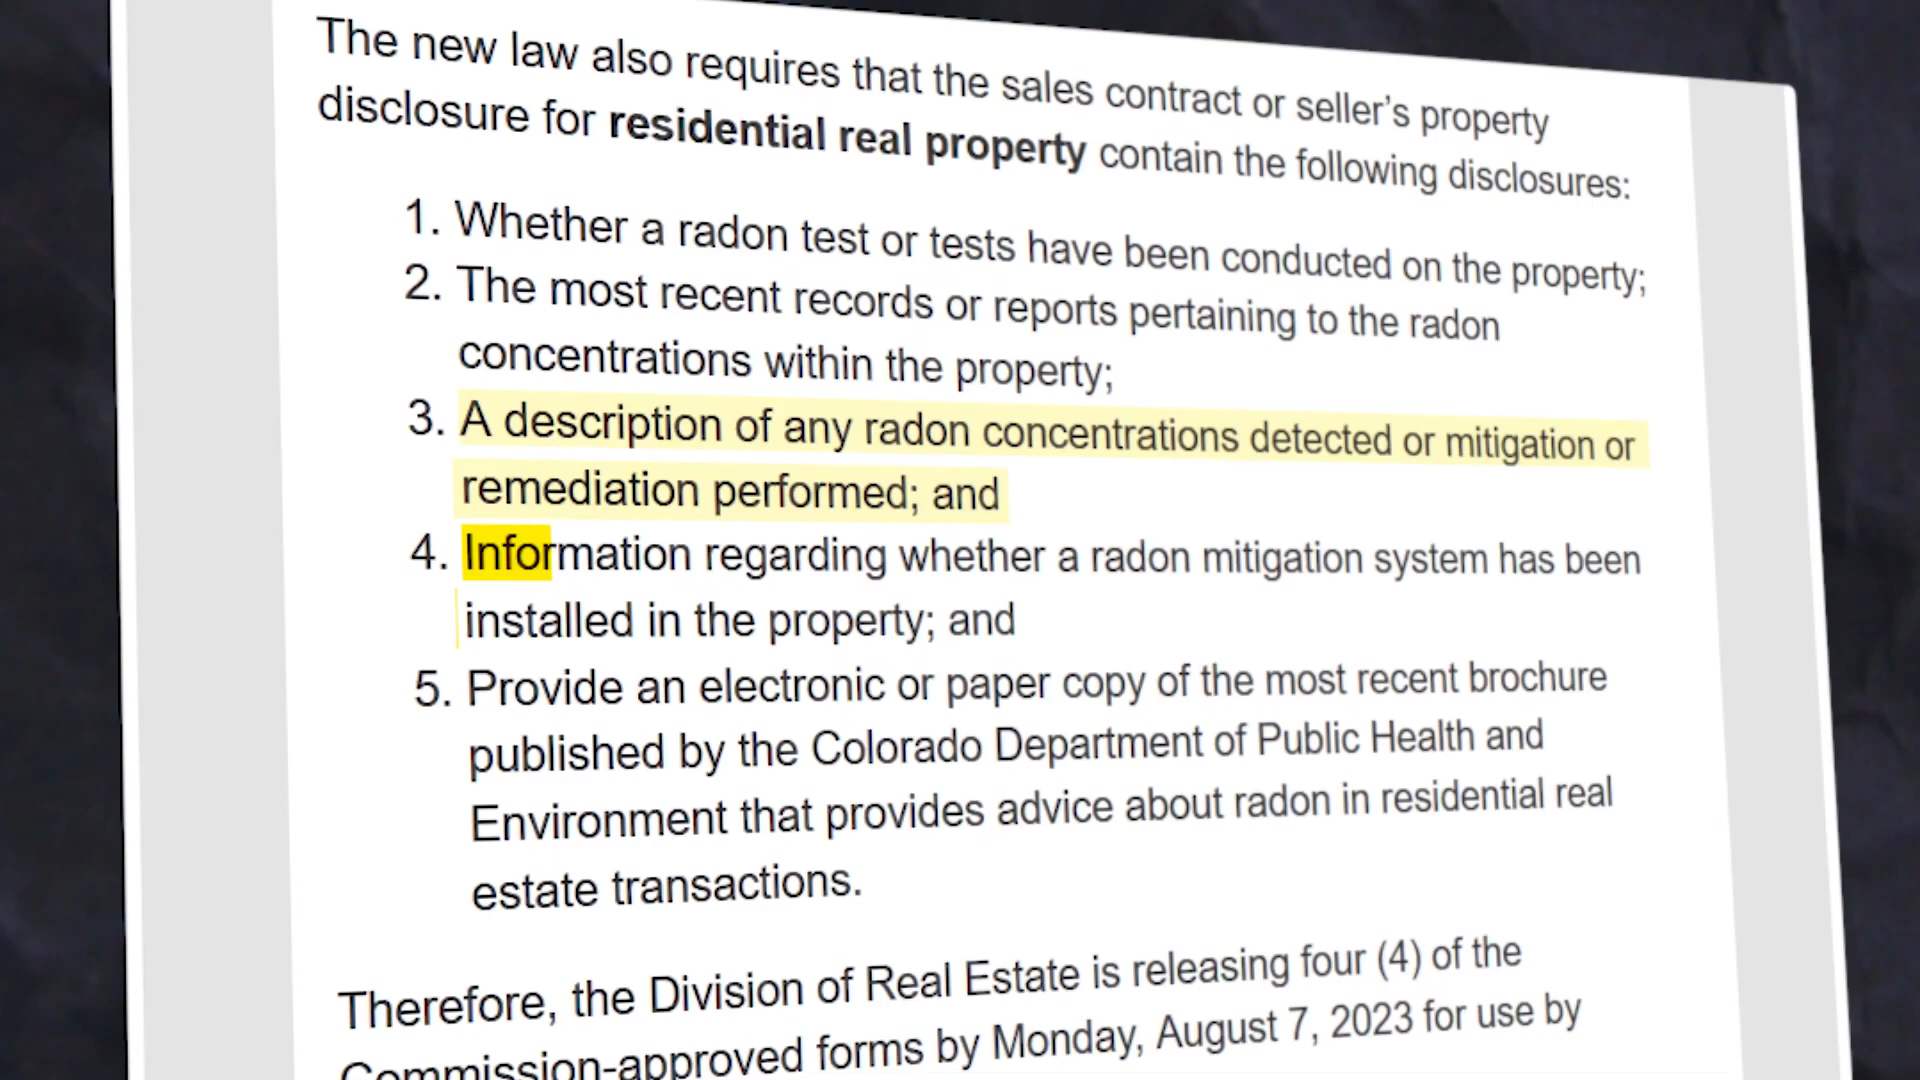 The new law also requires that the sales contract or seller’s property
disclosure for residential real property contain the following disclosures:
1. Whether a radon test or tests have been conducted on the property;
2. The most recent records or reports pertaining to the radon
concentrations within the property;
3. A description of any radon concentrations detected or mitigation or
remediation performed; and
4. Information regarding whether a radon mitigation system has been
installed in the property; and
5. Provide an electronic or paper copy of the most recent brochure
published by the Colorado Department of Public Health and
Environment that provides advice about radon in residential real
estate transactions.
Therefore, the Division of Real Estate is releasing four (4) of the
Commission-approved forms by Monday, August 7, 2023 for use by